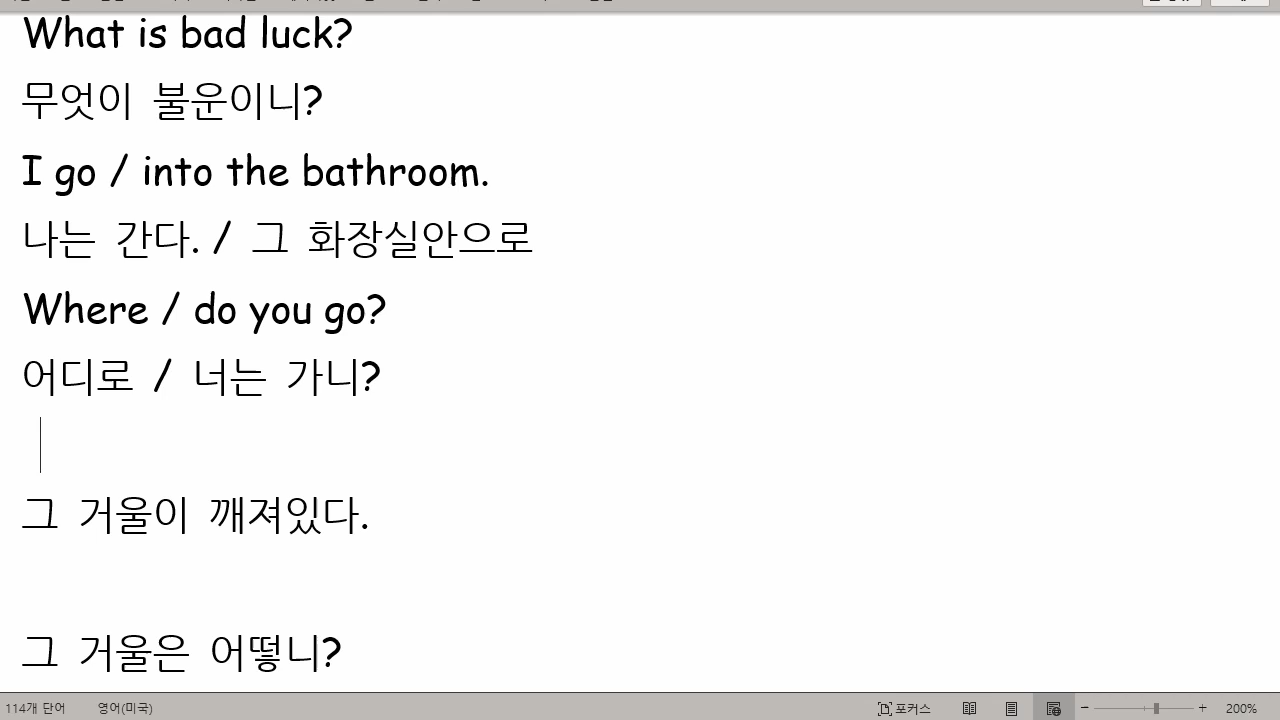 What is bad luck?
무엇이 불운이니?
I go / into the bathroom.
나는 간다. / 그 화장실안으로
Where / do you go?
어디로 / 너는 가니?
그 거울이 깨져있다.
그 거울은 어떻니?
114개 단어 영어(미국) 포커스 200%